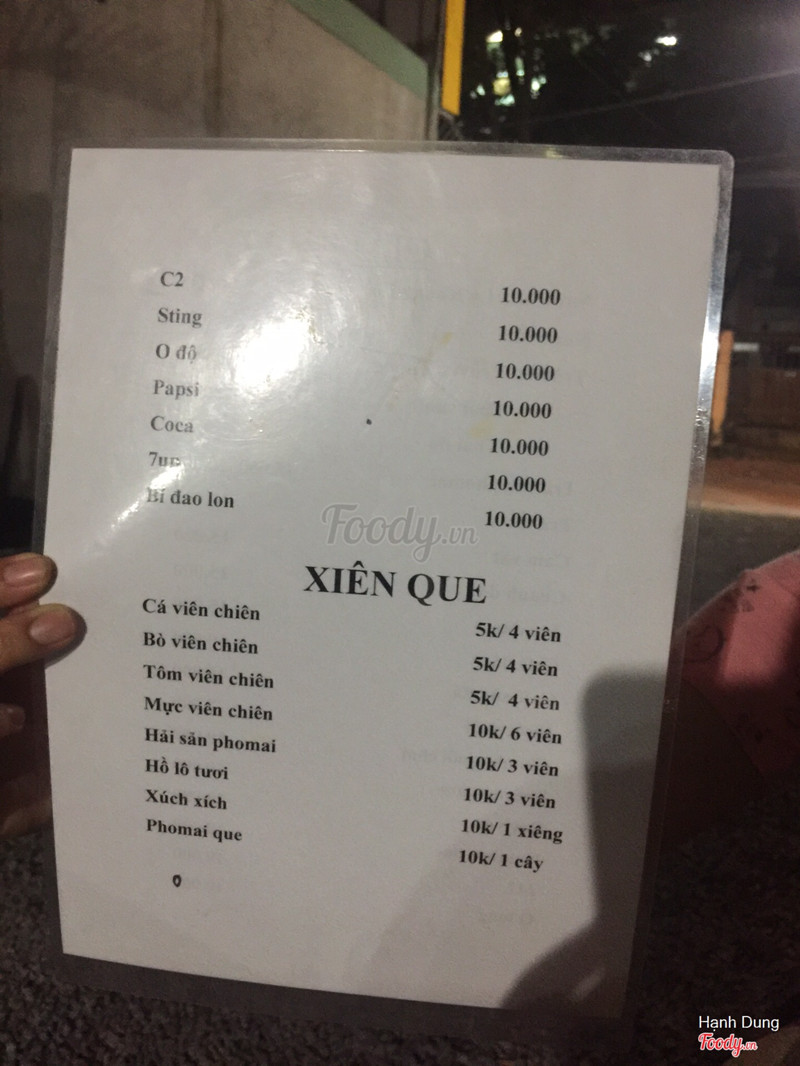 C2 10.000
Sting 10.000
O độ 10.000
Papsi 10.000
Coca 10.000
7up 10.000
Bí đao lon 10.000
Foody.vn
XIÊN QUE
Cá viên chiên 5k/ 4 viên
Bò viên chiên 5k/ 4 viên
Tôm viên chiên 5k/ 4 viên
Mực viên chiên 10k/ 6 viên
Hải sản phomai 10k/ 3 viên
Hồ lô tươi 10k/ 3 viên
Xúch xích 10k/ 1 xiêng
Phomai que 10k/ 1 cây
Hạnh Dung
Foody.vn